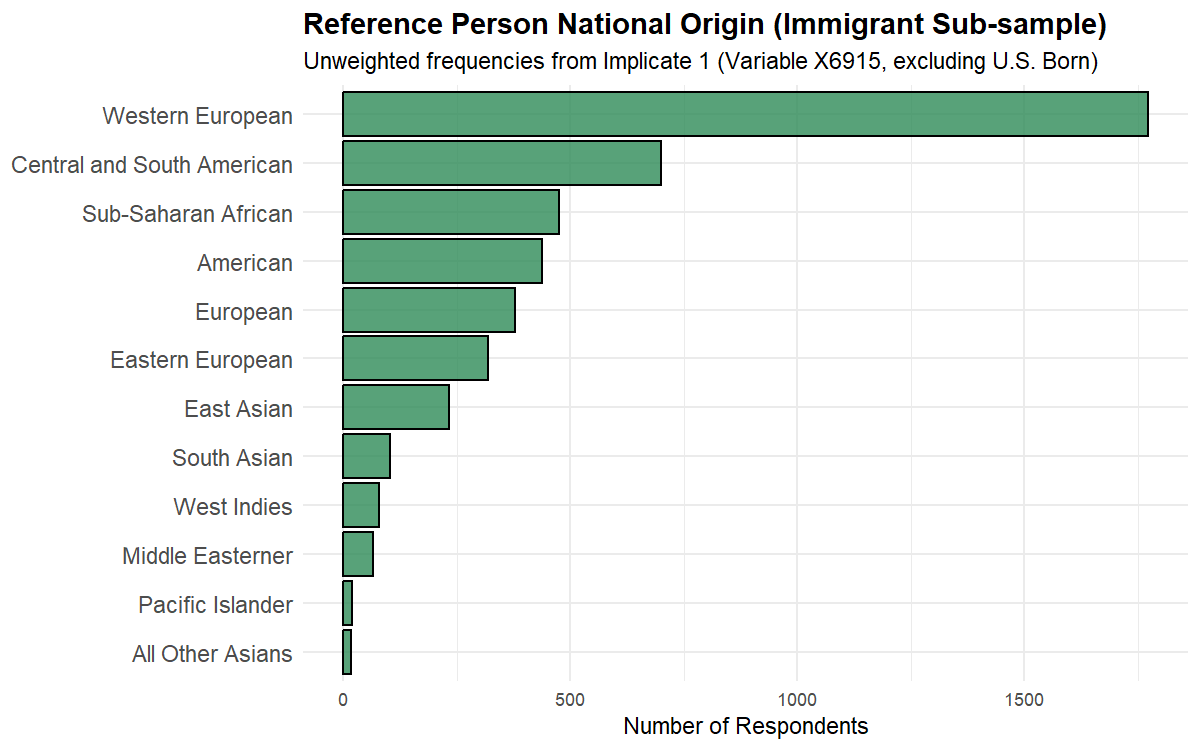 Reference Person National Origin (Immigrant Sub-sample)
Unweighted frequencies from Implicate 1 (Variable X6915, excluding U.S. Born)
Western European
Central and South American
Sub-Saharan African
American
European
Eastern European
East Asian
South Asian
West Indies
Middle Easterner
Pacific Islander
All Other Asians
0 500 1000 1500
Number of Respondents